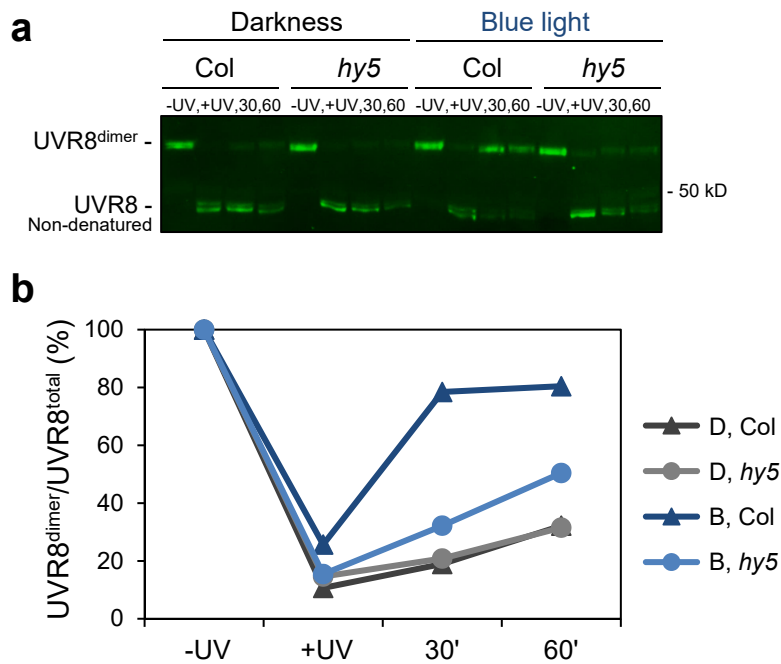 a
Darkness Blue light
Col hy5 Col hy5
-UV,+UV,30,60 -UV,+UV,30,60 -UV,+UV,30,60 -UV,+UV,30,60
UVR8dimer -
- 50 kD
UVR8 -
Non-denatured
b
UVR8dimer/UVR8total (%)
100
80
60
40
20
0
-UV +UV 30' 60'
D, Col
D, hy5
B, Col
B, hy5